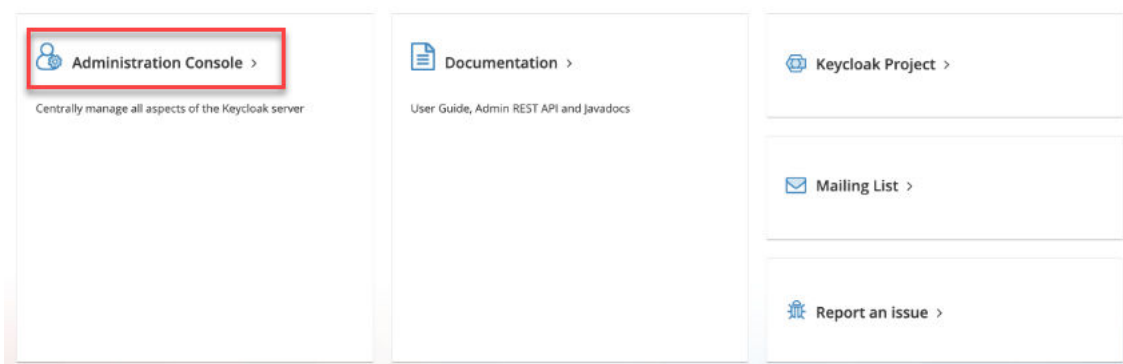 Administration Console >
Centrally manage all aspects of the Keycloak server
Documentation >
User Guide, Admin REST API and Javadocs
Keycloak Project >
Mailing List >
Report an issue >